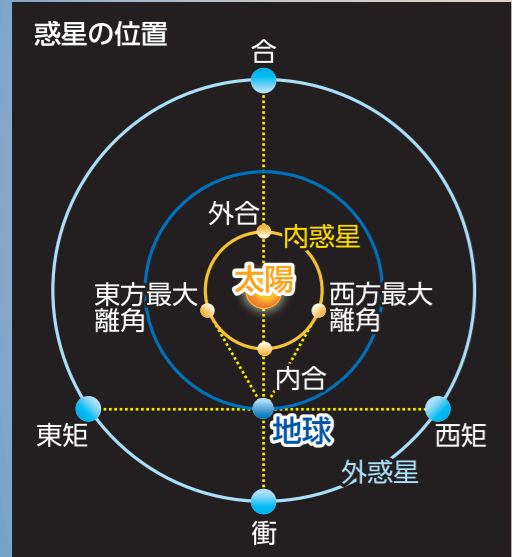 惑星の位置
合
外合
内惑星
太陽
東方最大
離角
西方最大
離角
内合
地球
東矩
西矩
外惑星
衝